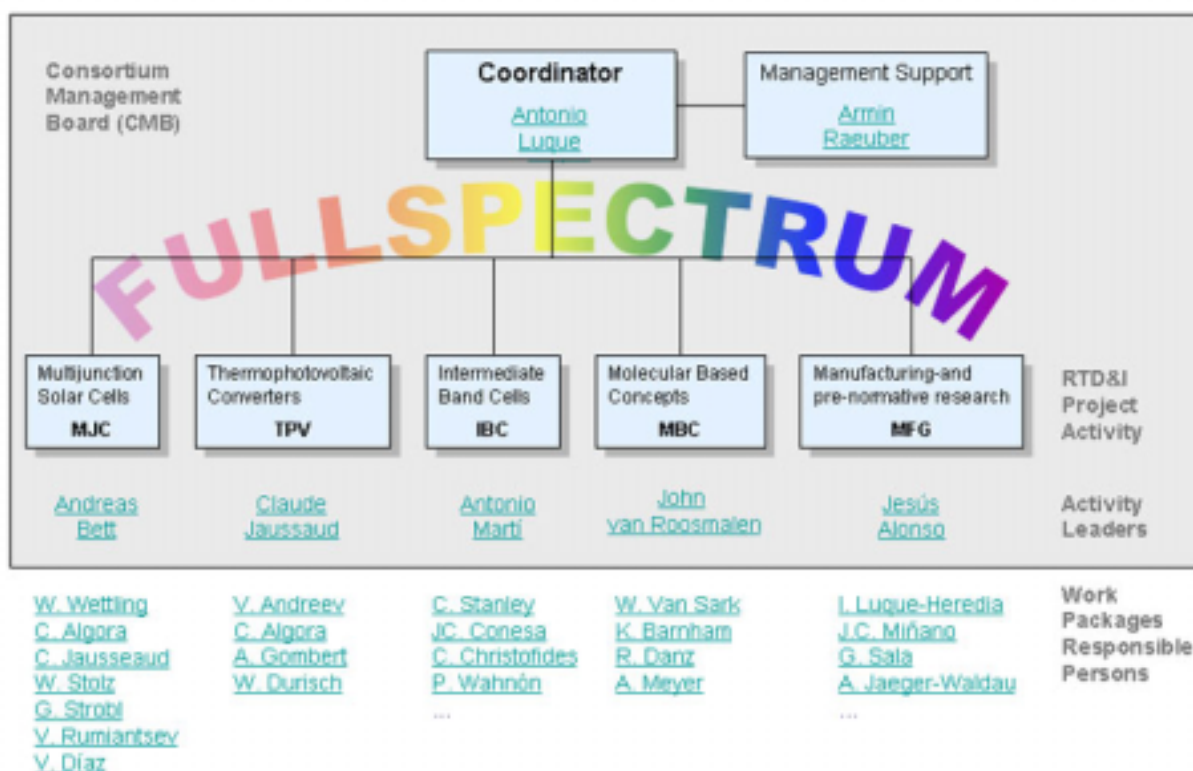 Consortium
Management
Board (CMB)
Coordinator
Antonio
Luque
Management Support
Armin
Raeuber
FULLSPECTRUM
Multijunction
Solar Cells
MJC
Thermophotovoltaic
Converters
TPV
Intermediate
Band Cells
IBC
Molecular Based
Concepts
MBC
Manufacturing-and
pre-normative research
MFG
RTD&I
Project
Activity
Andreas
Bett
Claude
Jaussaud
Antonio
Martí
John
van Roosmalen
Jesús
Alonso
Activity
Leaders
W. Wettling
C. Algora
C. Jausseaud
W. Stolz
G. Strobl
V. Rumiantsev
V. Díaz
V. Andreev
C. Algora
A. Gombert
W. Durisch
C. Stanley
JC. Conesa
C. Christofides
P. Wahnón
...
W. Van Sark
K. Barnham
R. Danz
A. Meyer
I. Luque-Heredia
J.C. Miñano
G. Sala
A. Jaeger-Waldau
...
Work
Packages
Responsible
Persons